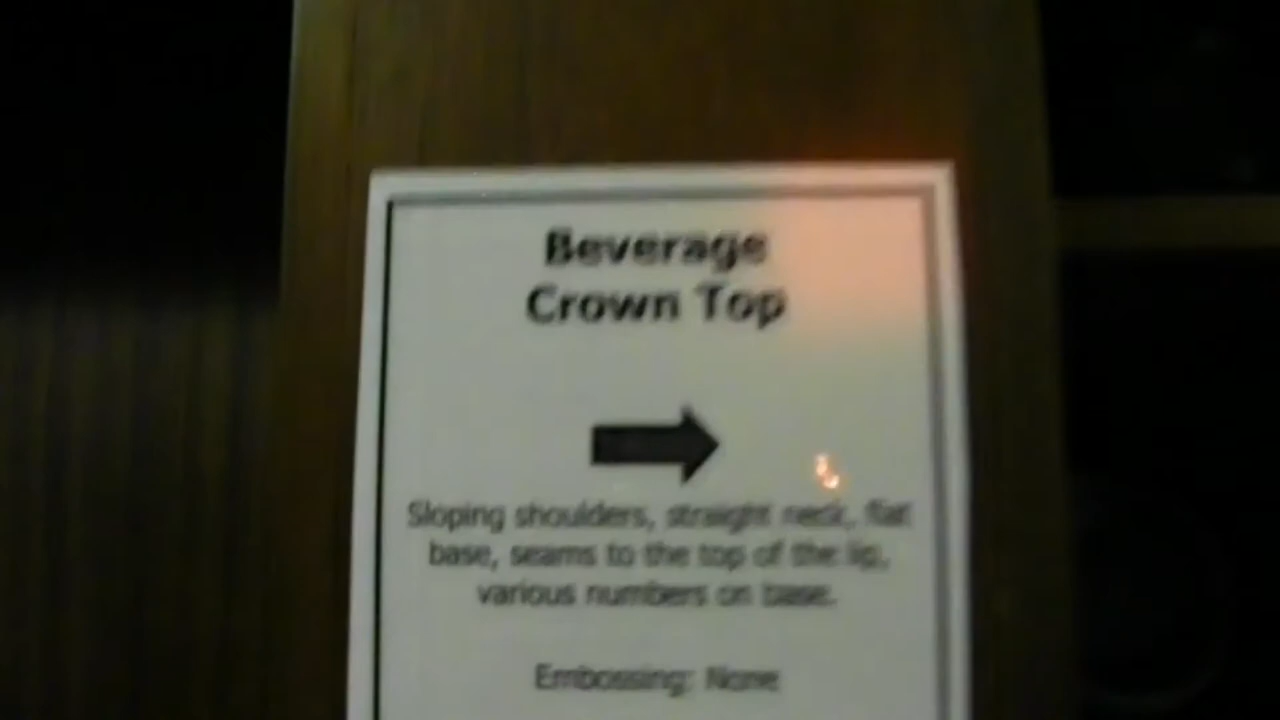 Beverage
Crown Top
Sloping shoulders, straight neck, flat
base, seams to the top of the lip,
various numbers on base.
Embossing: None